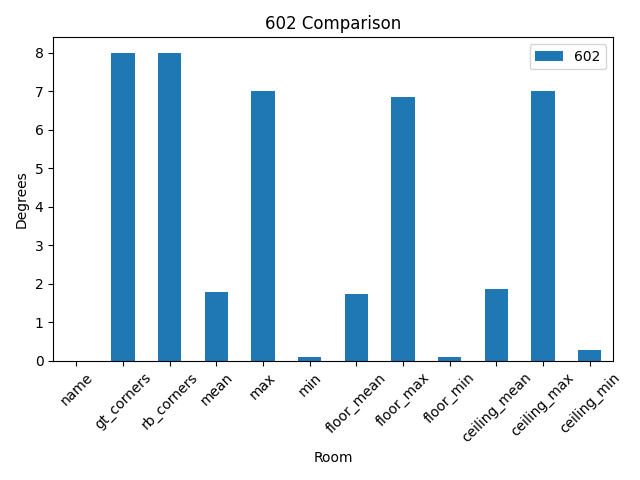 602 Comparison
602
Degrees
8
7
6
5
4
3
2
1
0
name
gt_corners
rb_corners
mean
max
min
floor_mean
floor_max
floor_min
ceiling_mean
ceiling_max
ceiling_min
Room